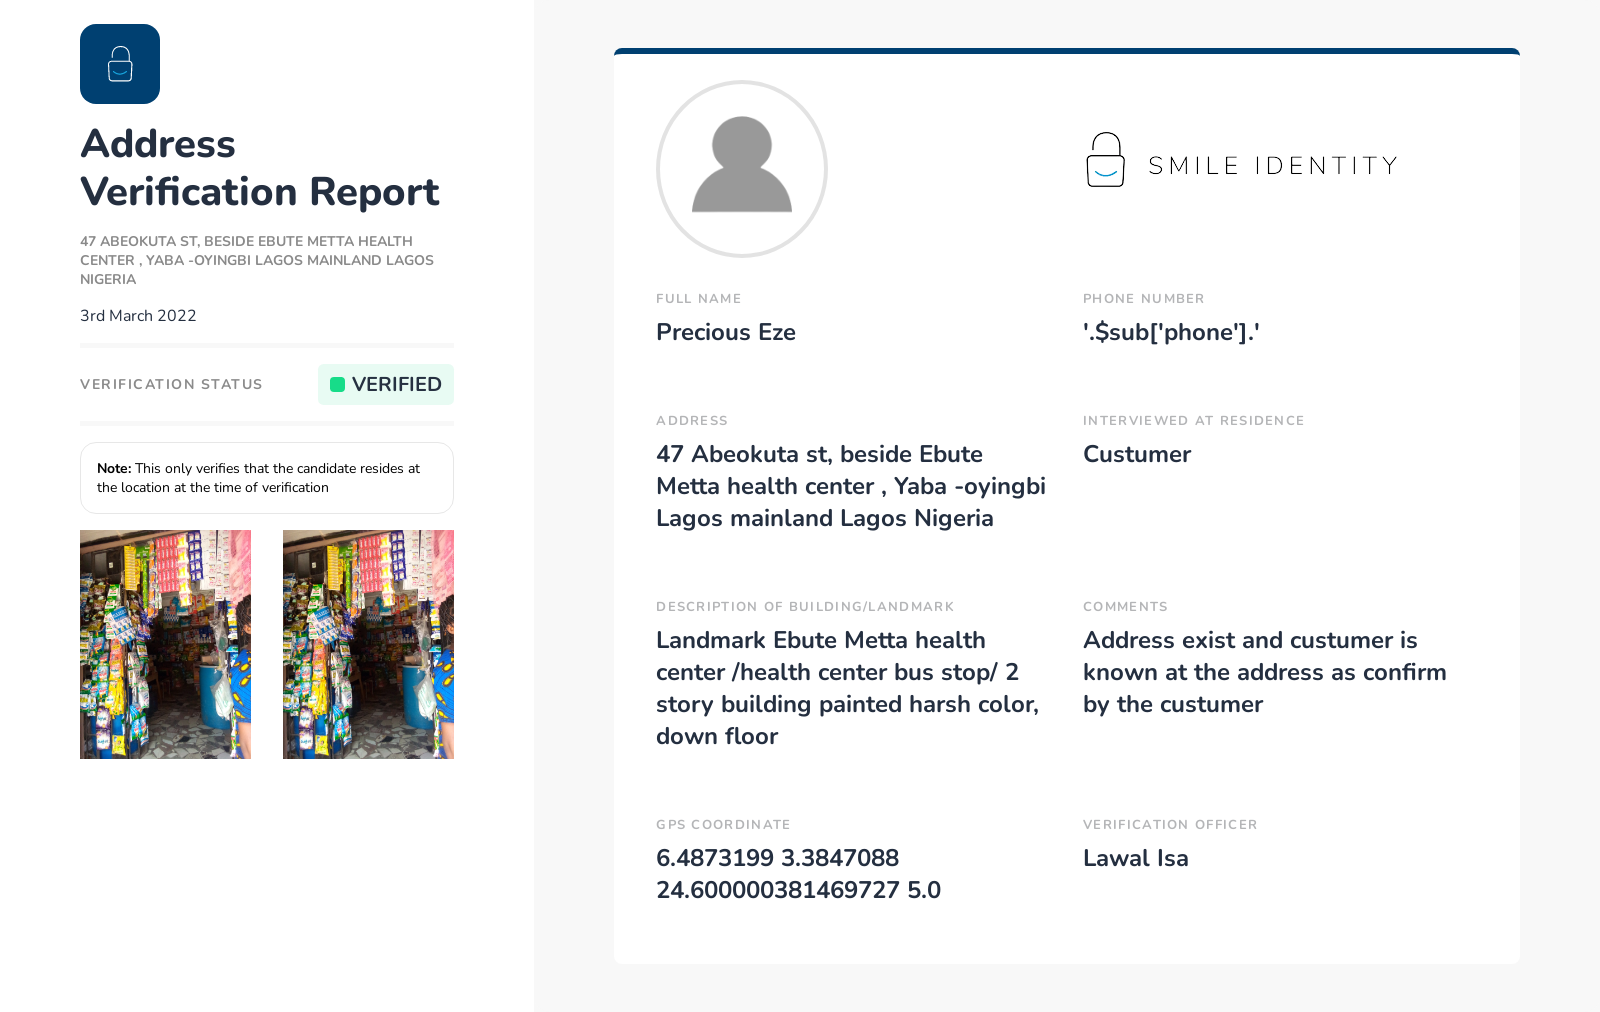 Address
Verification Report
47 ABEOKUTA ST, BESIDE EBUTE METTA HEALTH
CENTER , YABA -OYINGBI LAGOS MAINLAND LAGOS
NIGERIA
3rd March 2022
VERIFICATION STATUS
VERIFIED
Note: This only verifies that the candidate resides at
the location at the time of verification
SMILE IDENTITY
FULL NAME
Precious Eze
PHONE NUMBER
'.$sub['phone'].'
ADDRESS
47 Abeokuta st, beside Ebute
Metta health center , Yaba -oyingbi
Lagos mainland Lagos Nigeria
INTERVIEWED AT RESIDENCE
Custumer
DESCRIPTION OF BUILDING/LANDMARK
Landmark Ebute Metta health
center /health center bus stop/ 2
story building painted harsh color,
down floor
COMMENTS
Address exist and custumer is
known at the address as confirm
by the custumer
GPS COORDINATE
6.4873199 3.3847088
24.600000381469727 5.0
VERIFICATION OFFICER
Lawal Isa